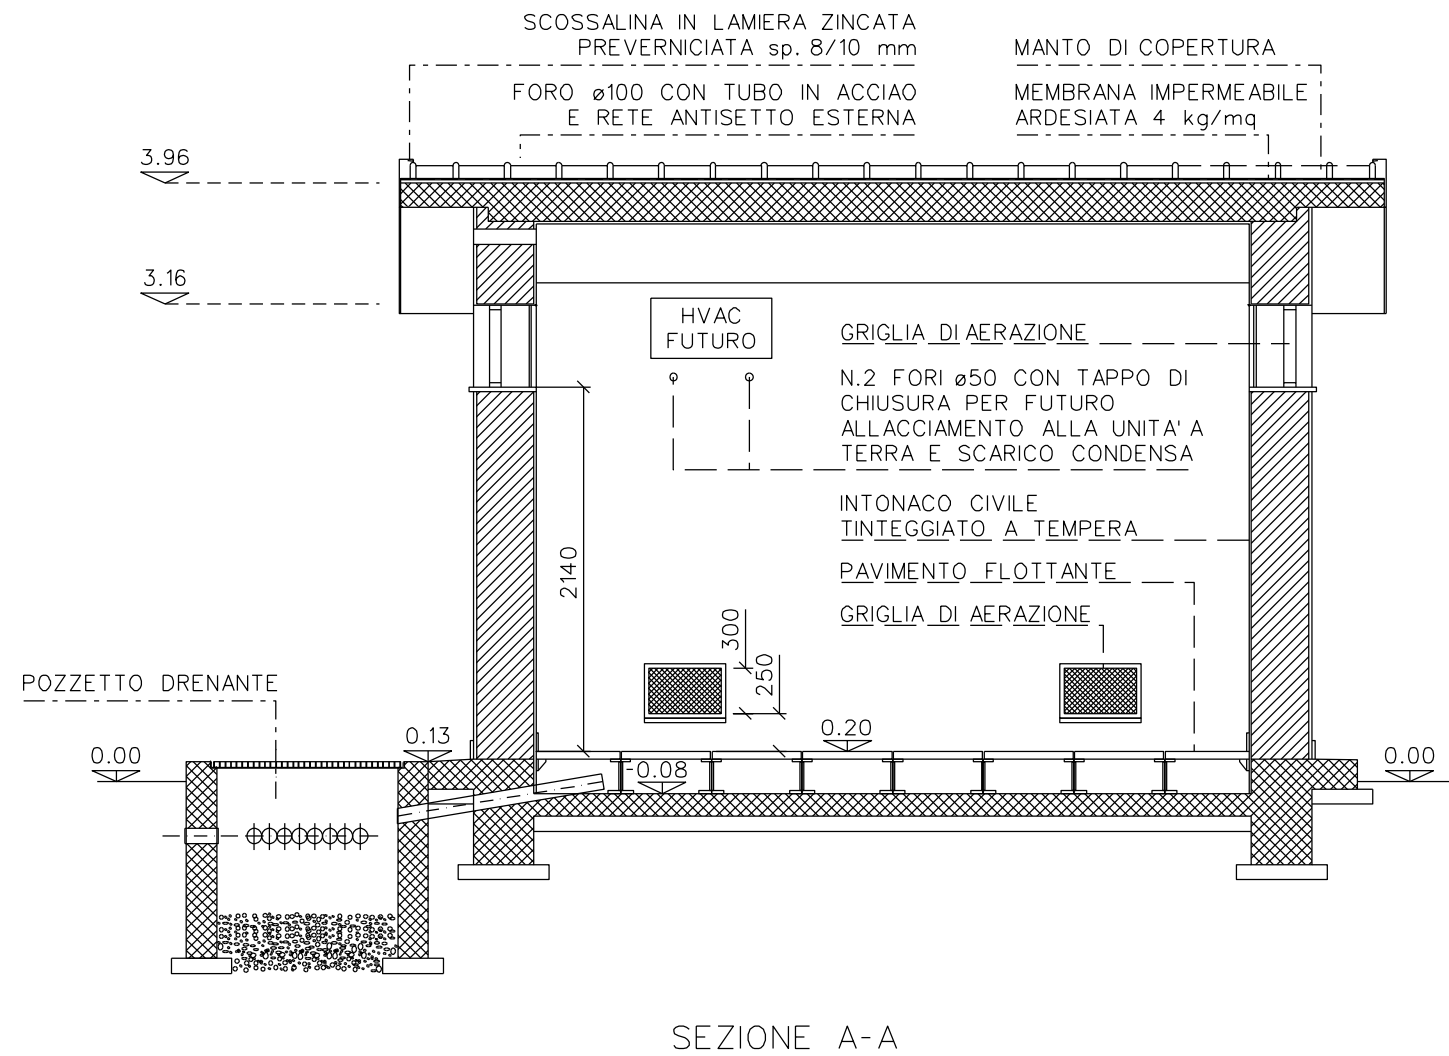 SCOSSALINA IN LAMIERA ZINCATA
PREVERNICIATA sp. 8/10 mm
MANTO DI COPERTURA
FORO ø100 CON TUBO IN ACCIAO
E RETE ANTISETTO ESTERNA
MEMBRANA IMPERMEABILE
ARDESIATA 4 kg/mq
3.96
3.16
HVAC
FUTURO
GRIGLIA DI AERAZIONE
N.2 FORI ø50 CON TAPPO DI
CHIUSURA PER FUTURO
ALLACCIAMENTO ALLA UNITA' A
TERRA E SCARICO CONDENSA
INTONACO CIVILE
TINTEGGIATO A TEMPERA
2140
PAVIMENTO FLOTTANTE
GRIGLIA DI AERAZIONE
300
250
POZZETTO DRENANTE
0.00
0.13
0.20
-0.08
0.00
SEZIONE A-A